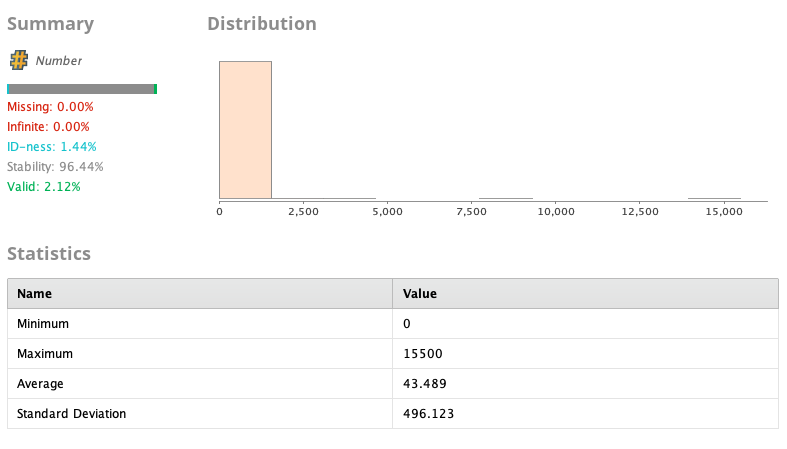 Summary
Distribution
# Number
Missing: 0.00%
Infinite: 0.00%
ID-ness: 1.44%
Stability: 96.44%
Valid: 2.12%
0 2,500 5,000 7,500 10,000 12,500 15,000
Statistics
Name Value
Minimum 0
Maximum 15500
Average 43.489
Standard Deviation 496.123